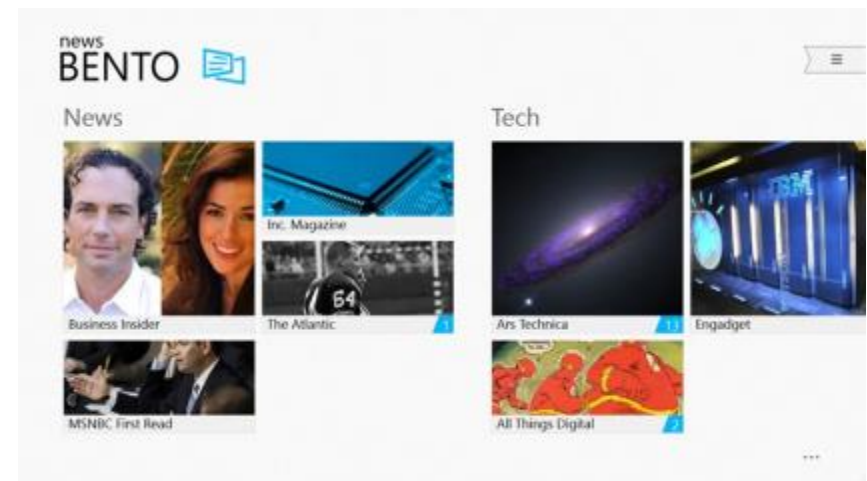 news
BENTO
News
Tech
Business Insider
Inc. Magazine
64
The Atlantic
1
MSNBC First Read
Ars Technica
13
IBM
Engadget
All Things Digital
2
...